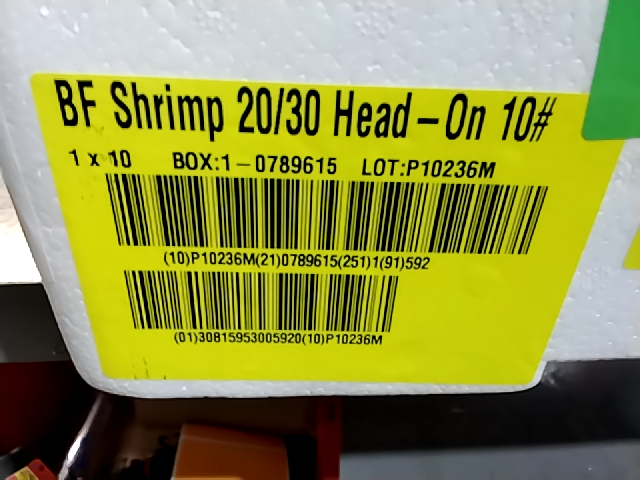 BF Shrimp 20/30 Head-On 10#
1 x 10 BOX:1-0789615 LOT:P10236M
(10)P10236M(21)0789615(251)1(91)592
(01)30815953005920(10)P10236M